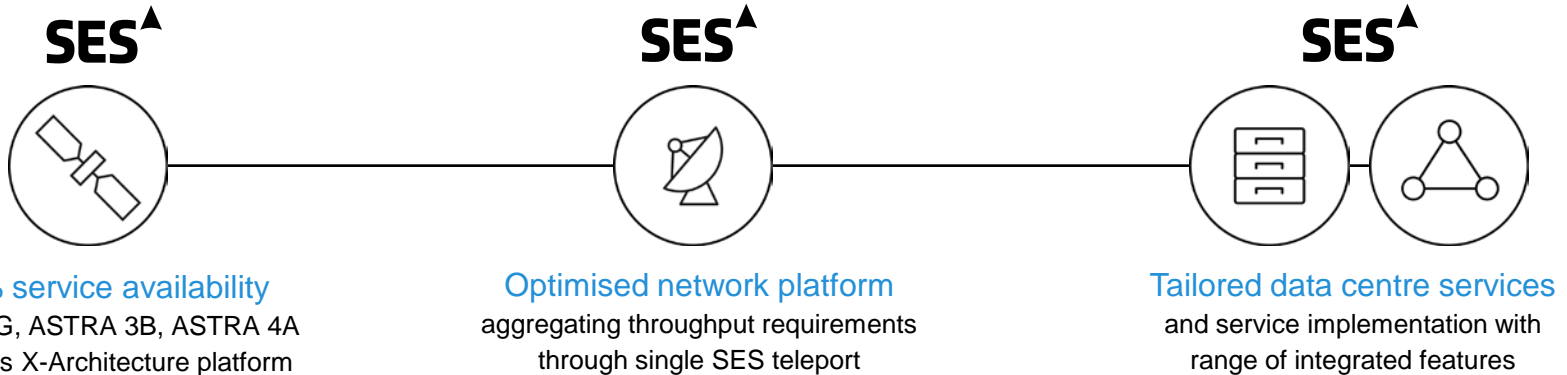 SES
SES
SES
service availability
G, ASTRA 3B, ASTRA 4A
s X-Architecture platform
Optimised network platform
aggregating throughput requirements
through single SES teleport
Tailored data centre services
and service implementation with
range of integrated features